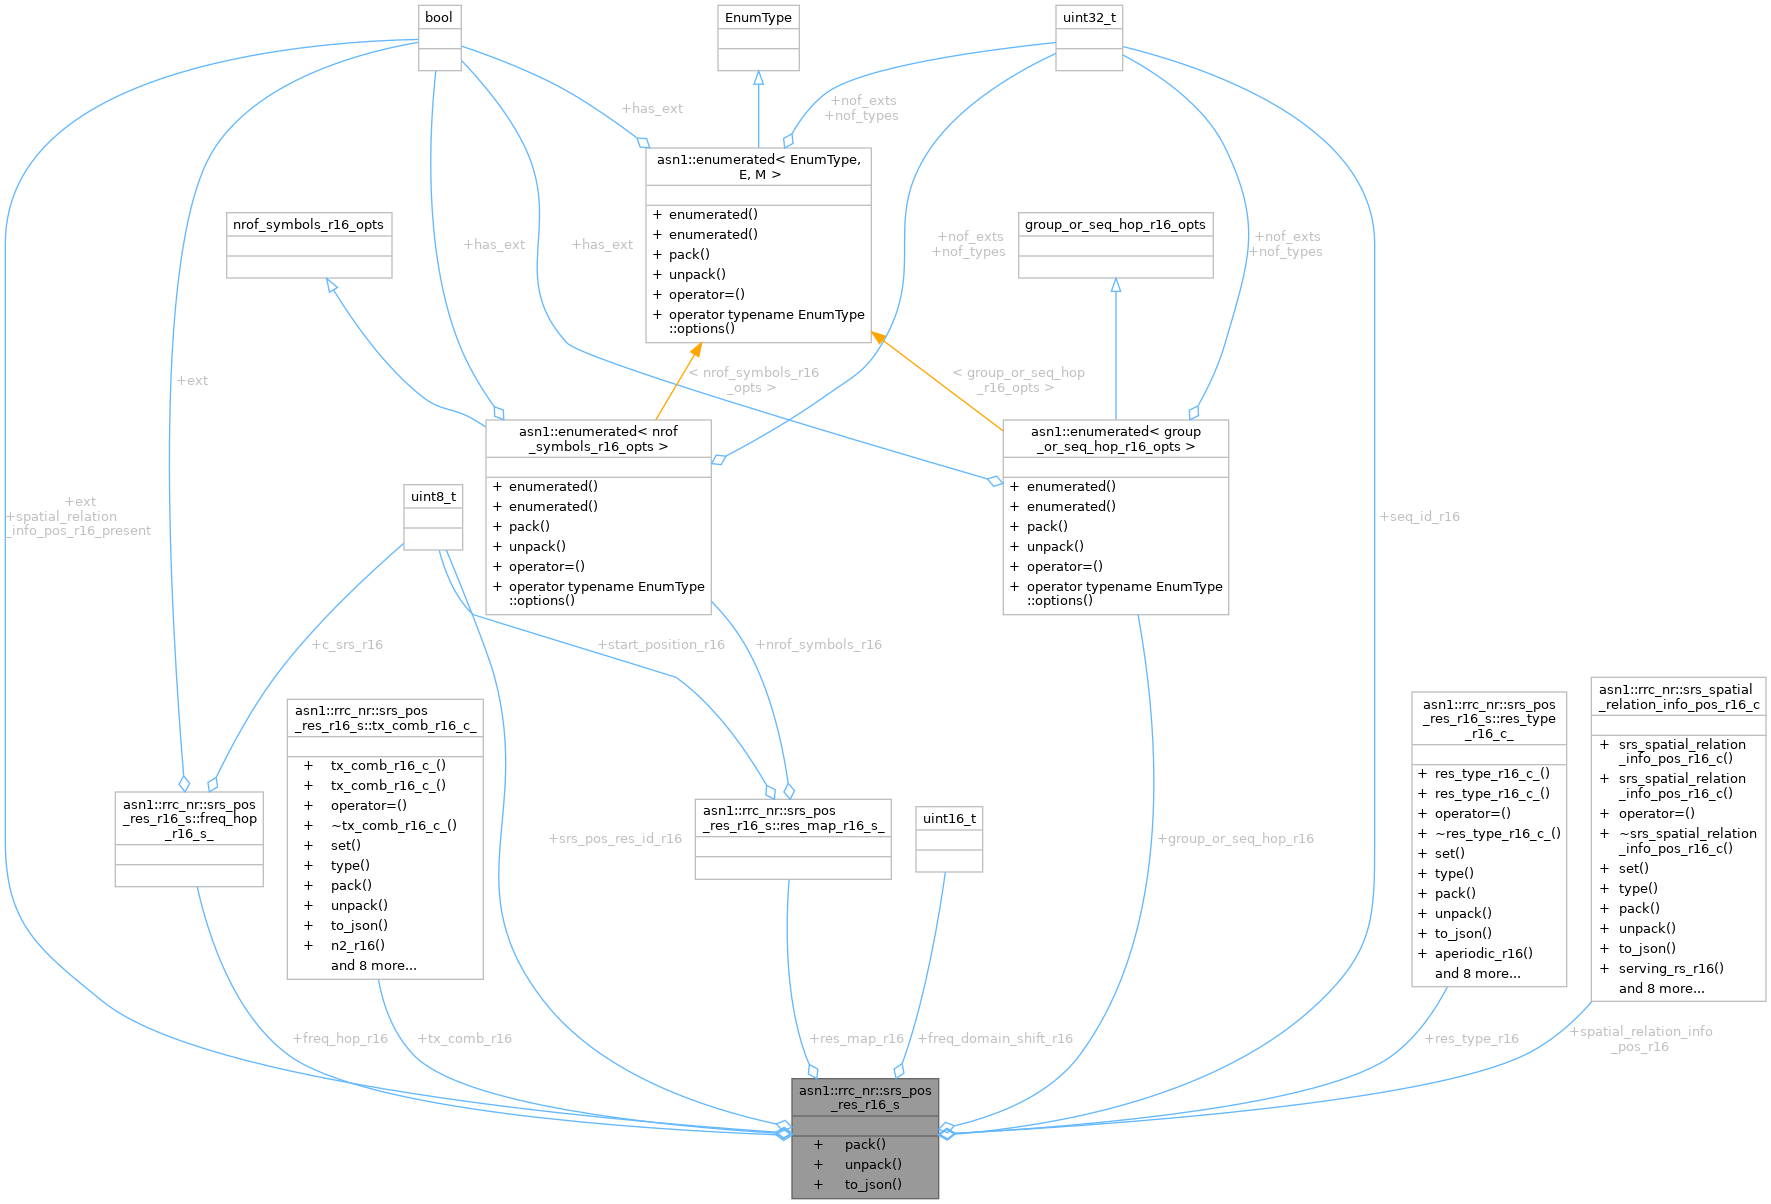 bool
EnumType
uint32_t
+has_ext
+nof_exts
+nof_types
asn1::enumerated< EnumType,
E, M >
+ enumerated()
+ enumerated()
+ pack()
+ unpack()
+ operator=()
+ operator typename EnumType
::options()
nrof_symbols_r16_opts
group_or_seq_hop_r16_opts
+has_ext
+has_ext
+nof_exts
+nof_types
+nof_exts
+nof_types
+ext
< nrof_symbols_r16
_opts >
< group_or_seq_hop
_r16_opts >
asn1::enumerated< nrof
_symbols_r16_opts >
+ enumerated()
+ enumerated()
+ pack()
+ unpack()
+ operator=()
+ operator typename EnumType
::options()
asn1::enumerated< group
_or_seq_hop_r16_opts >
+ enumerated()
+ enumerated()
+ pack()
+ unpack()
+ operator=()
+ operator typename EnumType
::options()
uint8_t
+ext
+spatial_relation
_info_pos_r16_present
+seq_id_r16
+c_srs_r16
+start_position_r16
+nrof_symbols_r16
asn1::rrc_nr::srs_pos
_res_r16_s::freq_hop
_r16_s_
asn1::rrc_nr::srs_pos
_res_r16_s::tx_comb_r16_c_
+ tx_comb_r16_c_()
+ tx_comb_r16_c_()
+ operator=()
+ ~tx_comb_r16_c_()
+ set()
+ type()
+ pack()
+ unpack()
+ to_json()
+ n2_r16()
and 8 more...
+srs_pos_res_id_r16
asn1::rrc_nr::srs_pos
_res_r16_s::res_map_r16_s_
uint16_t
+group_or_seq_hop_r16
asn1::rrc_nr::srs_pos
_res_r16_s::res_type
_r16_c_
+ res_type_r16_c_()
+ res_type_r16_c_()
+ operator=()
+ ~res_type_r16_c_()
+ set()
+ type()
+ pack()
+ unpack()
+ to_json()
+ aperiodic_r16()
and 8 more...
asn1::rrc_nr::srs_spatial
_relation_info_pos_r16_c
+ srs_spatial_relation
_info_pos_r16_c()
+ srs_spatial_relation
_info_pos_r16_c()
+ operator=()
+ ~srs_spatial_relation
_info_pos_r16_c()
+ set()
+ type()
+ pack()
+ unpack()
+ to_json()
+ serving_rs_r16()
and 8 more...
+freq_hop_r16
+tx_comb_r16
+res_map_r16
+freq_domain_shift_r16
+res_type_r16
+spatial_relation_info
_pos_r16
asn1::rrc_nr::srs_pos
_res_r16_s
+ pack()
+ unpack()
+ to_json()